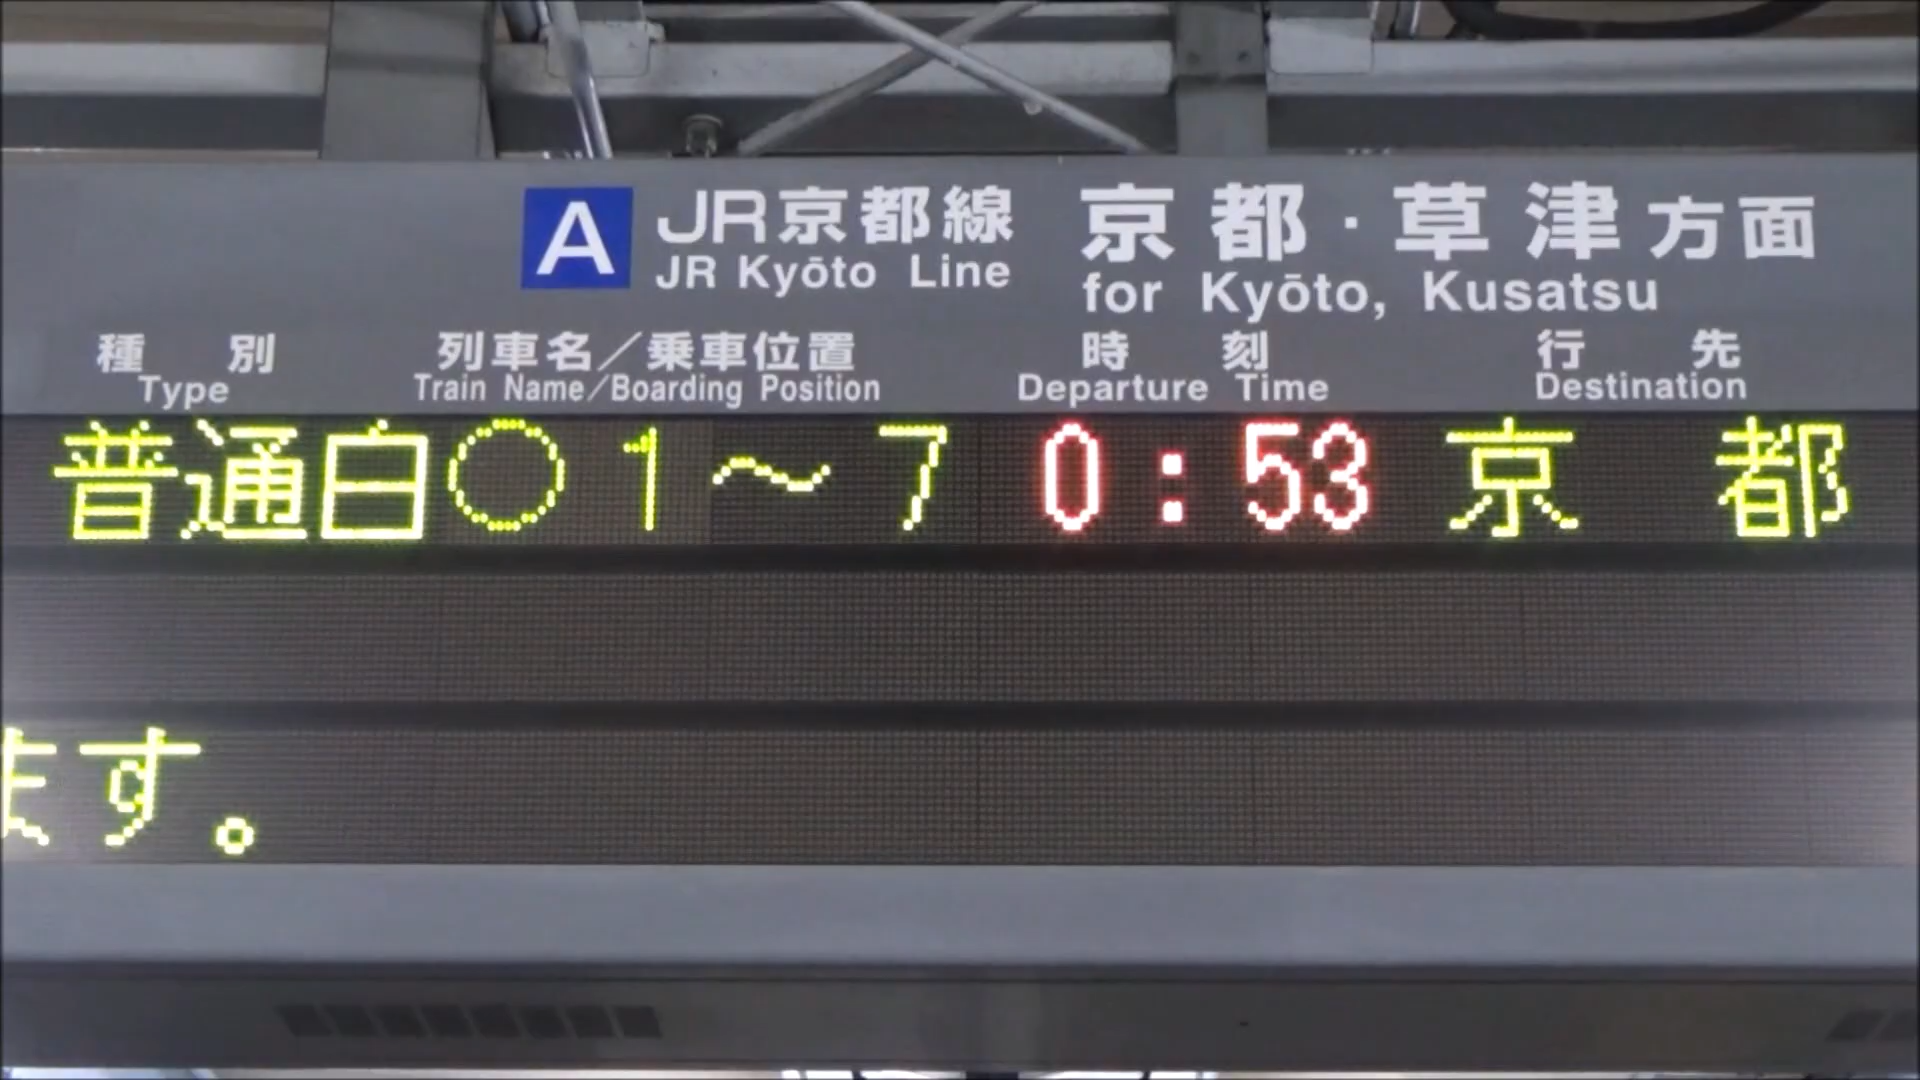 A JR京都線 京都・草津方面
JR Kyōto Line for Kyōto, Kusatsu
種別 列車名／乗車位置 時刻 行先
Type Train Name/Boarding Position Departure Time Destination
普通白○1～7 0:53 京都
ます。